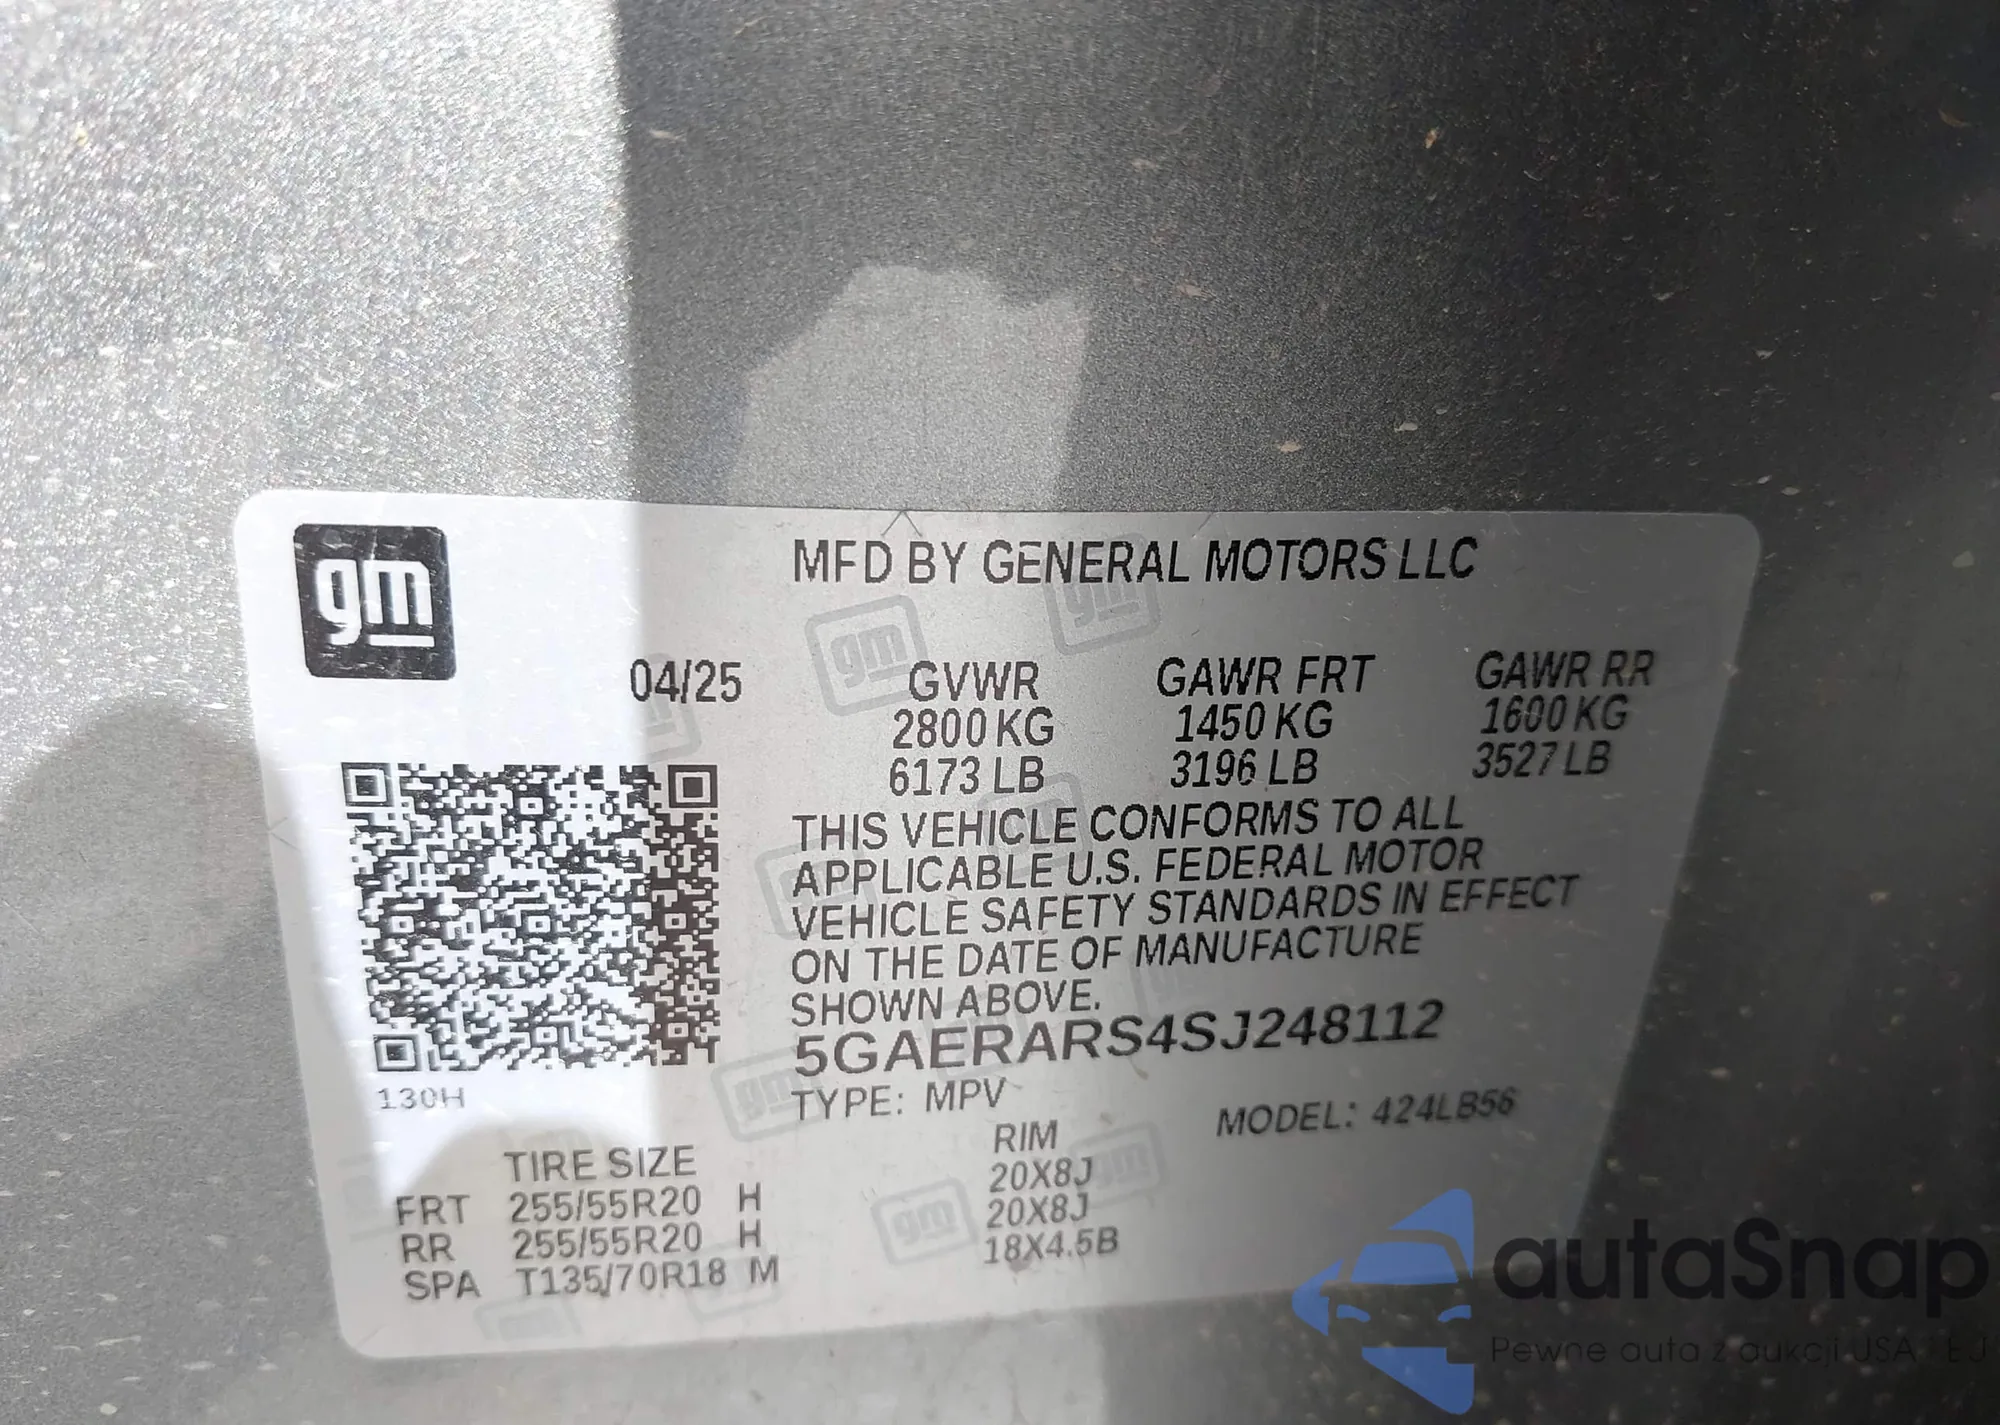 gm
MFD BY GENERAL MOTORS LLC
04/25
GVWR GAWR FRT GAWR RR
2800 KG 1450 KG 1600 KG
6173 LB 3196 LB 3527 LB
THIS VEHICLE CONFORMS TO ALL
APPLICABLE U.S. FEDERAL MOTOR
VEHICLE SAFETY STANDARDS IN EFFECT
ON THE DATE OF MANUFACTURE
SHOWN ABOVE.
5GAERARS4SJ248112
130H
TYPE: MPV MODEL: 424LB56
TIRE SIZE RIM
FRT 255/55R20 H 20X8J
RR 255/55R20 H 20X8J
SPA T135/70R18 M 18X4.5B
autaSnap
Pewne auta z aukcji USA i EJ